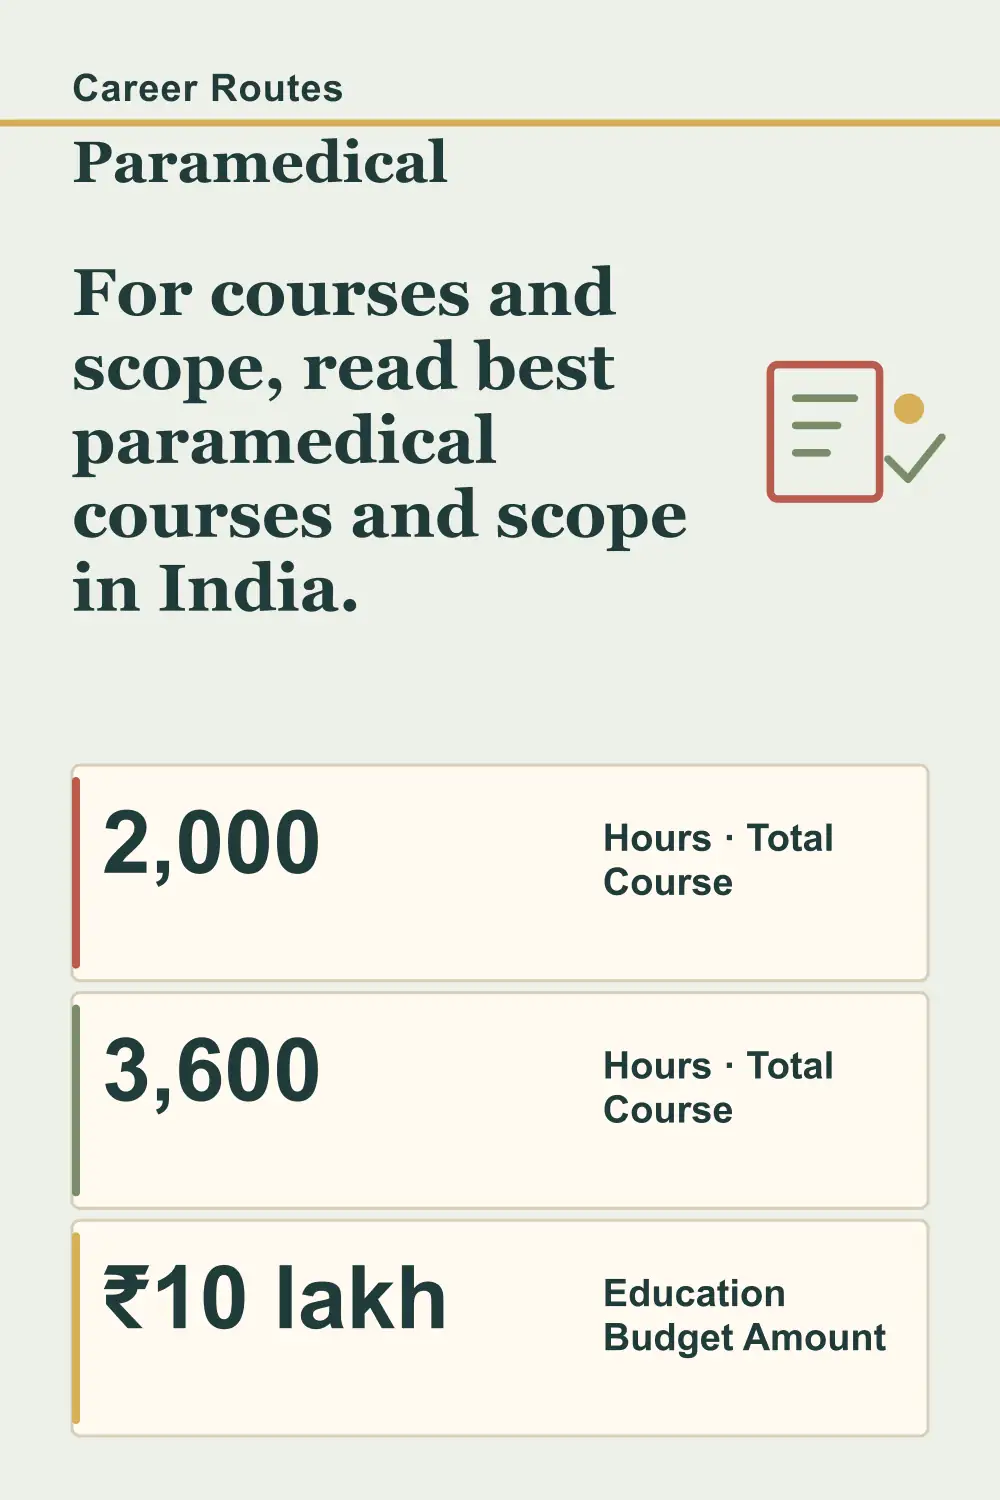 Career Routes
Paramedical
For courses and
scope, read best
paramedical
courses and scope
in India.
2,000
Hours · Total
Course
3,600
Hours · Total
Course
₹10 lakh
Education
Budget Amount